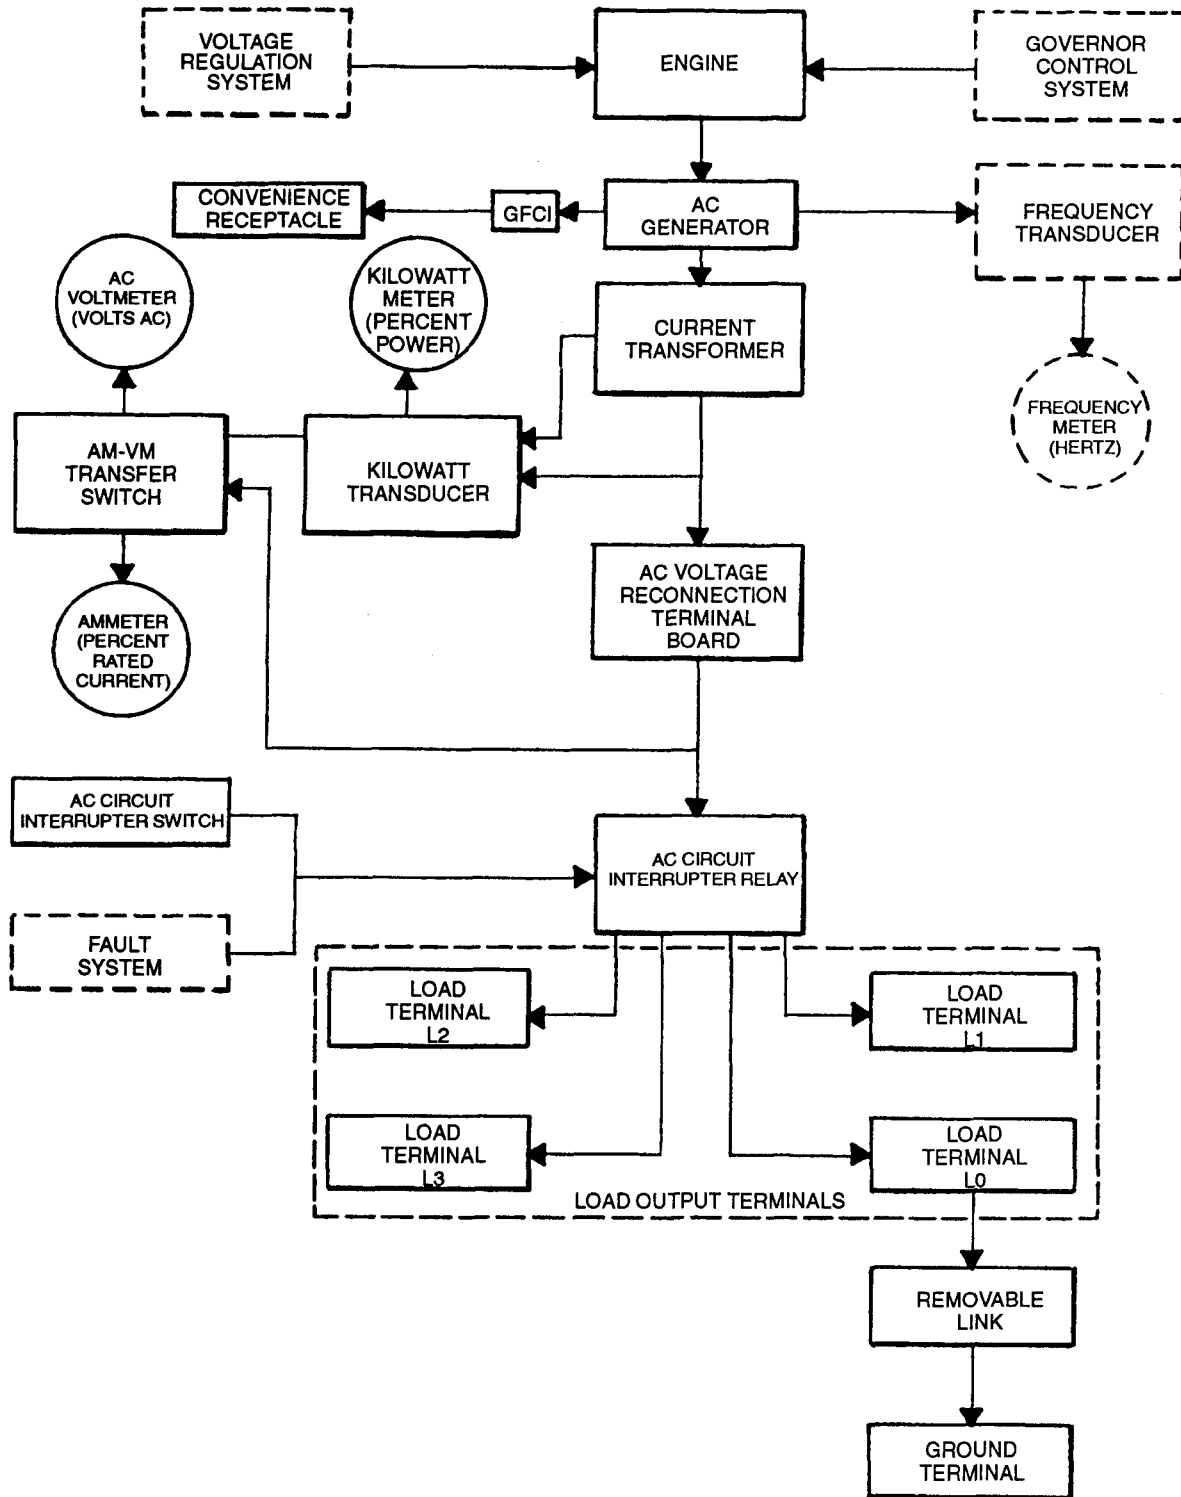 VOLTAGE
REGULATION
SYSTEM
ENGINE
GOVERNOR
CONTROL
SYSTEM
CONVENIENCE
RECEPTACLE
GFCI
AC
GENERATOR
FREQUENCY
TRANSDUCER
AC
VOLTMETER
(VOLTS AC)
KILOWATT
METER
(PERCENT
POWER)
CURRENT
TRANSFORMER
FREQUENCY
METER
(HERTZ)
AM-VM
TRANSFER
SWITCH
KILOWATT
TRANSDUCER
AC VOLTAGE
RECONNECTION
TERMINAL
BOARD
AMMETER
(PERCENT
RATED
CURRENT)
AC CIRCUIT
INTERRUPTER SWITCH
AC CIRCUIT
INTERRUPTER RELAY
FAULT
SYSTEM
LOAD
TERMINAL
L2
LOAD
TERMINAL
L1
LOAD
TERMINAL
L3
LOAD
TERMINAL
L0
LOAD OUTPUT TERMINALS
REMOVABLE
LINK
GROUND
TERMINAL